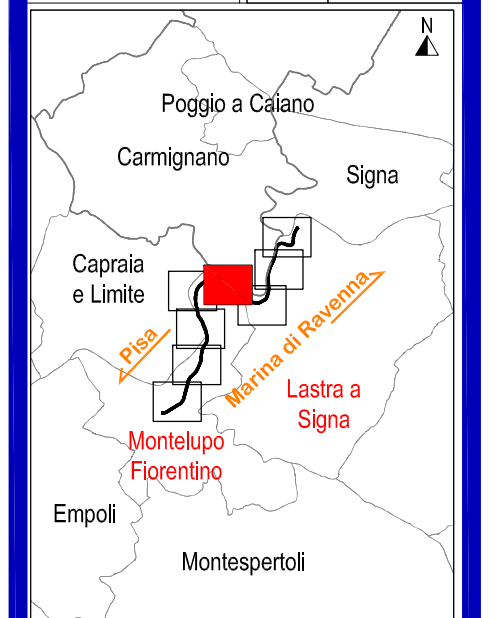 N
Poggio a Caiano
Carmignano
Signa
Capraia
e Limite
Pisa
Marina di Ravenna
Lastra a
Signa
Montelupo
Fiorentino
Empoli
Montespertoli